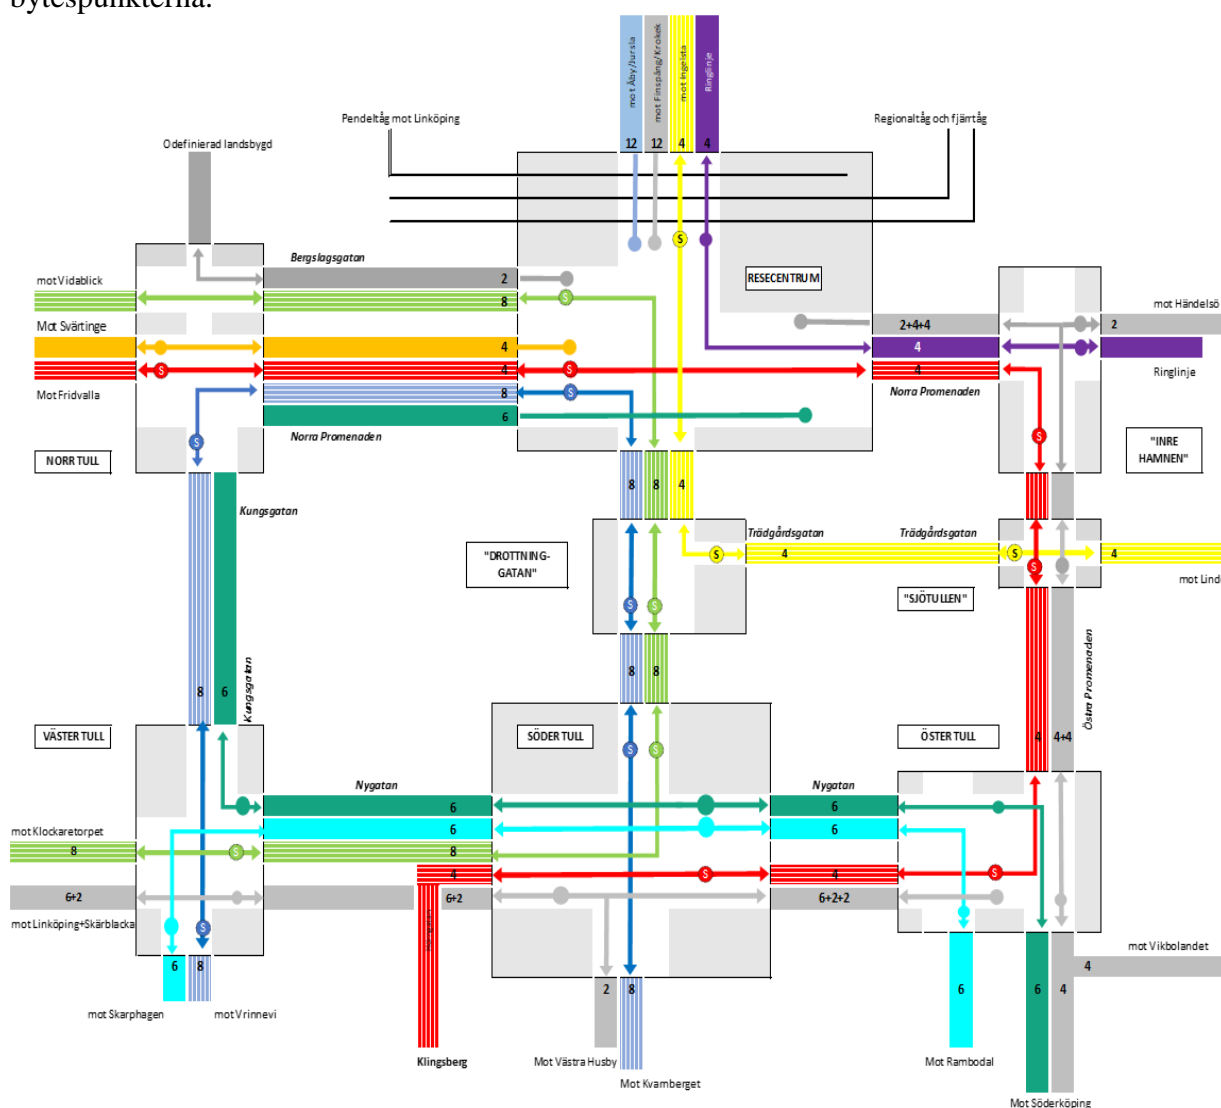 bytespunkterna.
mot Åby/Jursla
mot Finspång/Krokek
mot Ingelsta
Ringlinje
12
12
4
4
Pendeltåg mot Linköping
Regionaltåg och fjärrtåg
Odefinierad landsbygd
S
Bergslagsgatan
RESECENTRUM
mot Vidablick
2
8
S
mot Händelsö
Mot Svärtinge
2+4+4
2
4
4
S
4
S
4
4
Ringlinje
Mot Fridvalla
8
S
Norra Promenaden
6
S
S
Norra Promenaden
NORR TULL
"INRE
HAMNEN"
8
8
4
Kungsgatan
Trädgårdsgatan
Trädgårdsgatan
"DROTTNING-
GATAN"
S
4
S
4
S
mot Lind
"SJÖTULLEN"
S
S
8
8
Östra Promenaden
8
6
Kungsgatan
VÄSTER TULL
SÖDER TULL
ÖSTER TULL
4
4+4
S
S
Nygatan
Nygatan
6
6
mot Klockaretorpet
6
6
8
S
8
4
S
4
S
6+2
6+2
6+2+2
mot Linköping+Skärblacka
S
mot Vikbolandet
6
8
4
2
8
6
6
4
mot Skarphagen
mot Vrinnevi
Klingsberg
Mot Västra Husby
Mot Rambodal
Mot Kvarnberget
Mot Söderköping